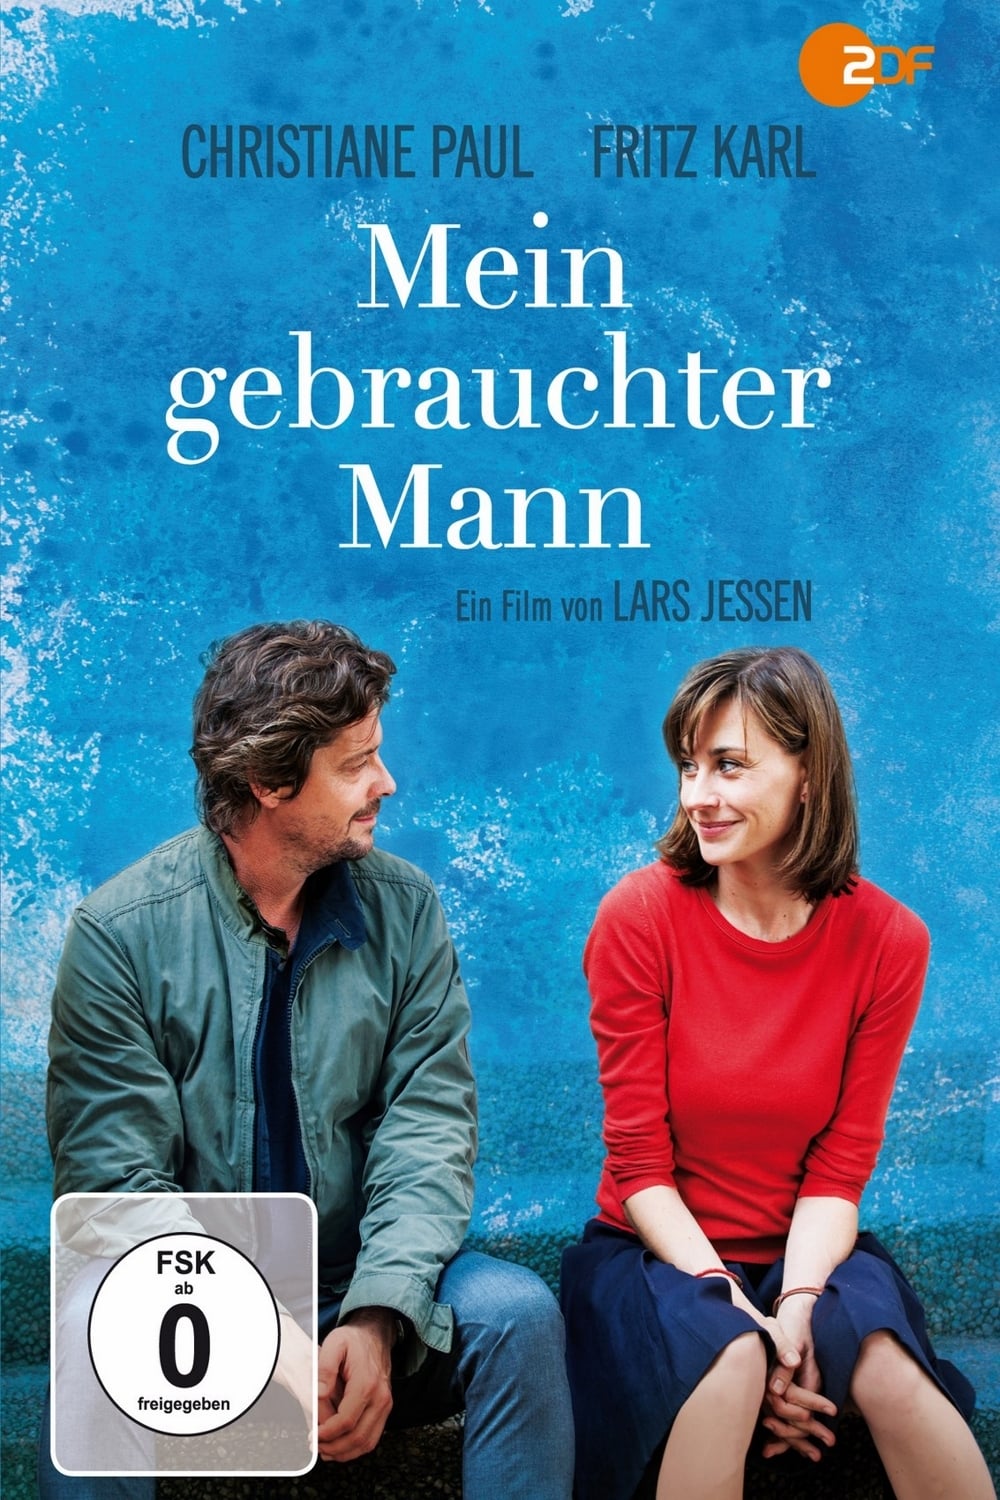 2DF
CHRISTIANE PAUL FRITZ KARL
Mein
gebrauchter
Mann
Ein Film von LARS JESSEN
FSK
ab
0
freigegeben